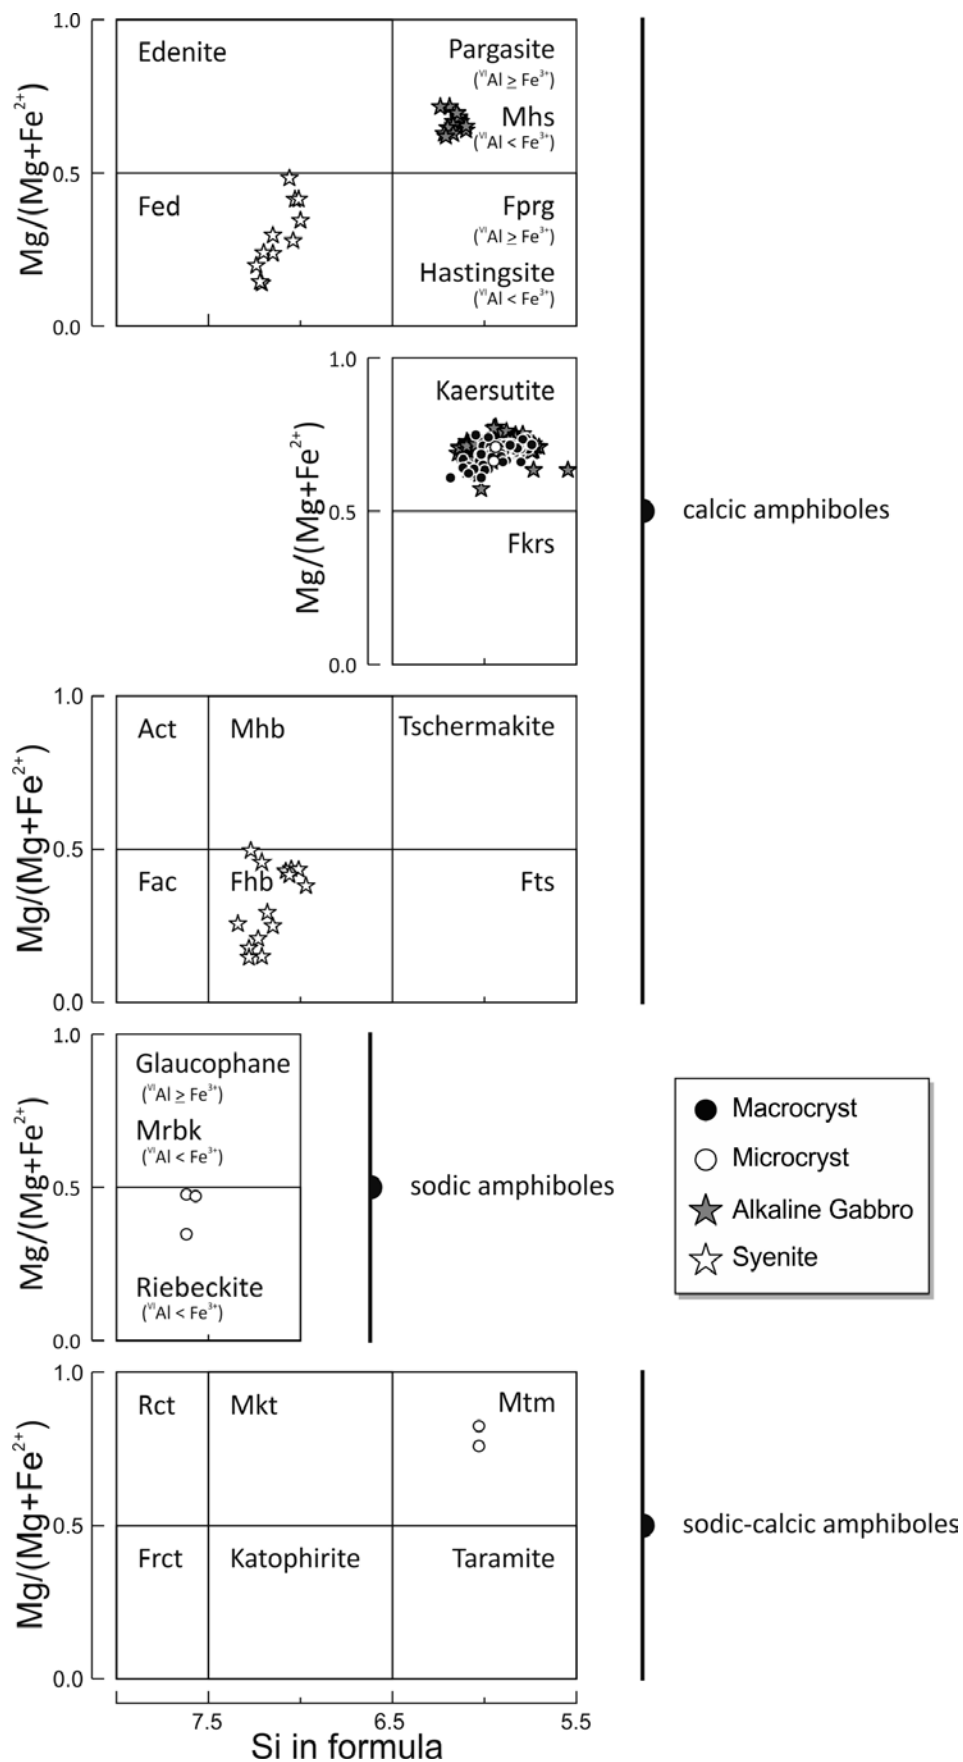 1.0
Edenite
Pargasite
(ⱽᴵAl ≥ Fe³⁺)
Mhs
(ⱽᴵAl < Fe³⁺)
Mg/(Mg+Fe²⁺)
0.5
Fed
Fprg
(ⱽᴵAl ≥ Fe³⁺)
Hastingsite
(ⱽᴵAl < Fe³⁺)
0.0
1.0
Kaersutite
Mg/(Mg+Fe²⁺)
0.5
Fkrs
0.0
calcic amphiboles
1.0
Act
Mhb
Tschermakite
Mg/(Mg+Fe²⁺)
0.5
Fac
Fhb
Fts
0.0
1.0
Glaucophane
(ⱽᴵAl ≥ Fe³⁺)
Mrbk
(ⱽᴵAl < Fe³⁺)
Mg/(Mg+Fe²⁺)
0.5
Riebeckite
(ⱽᴵAl < Fe³⁺)
0.0
sodic amphiboles
Macrocryst
Microcryst
Alkaline Gabbro
Syenite
1.0
Rct
Mkt
Mtm
Mg/(Mg+Fe²⁺)
0.5
Frct
Katophirite
Taramite
0.0
sodic-calcic amphiboles
7.5
6.5
5.5
Si in formula